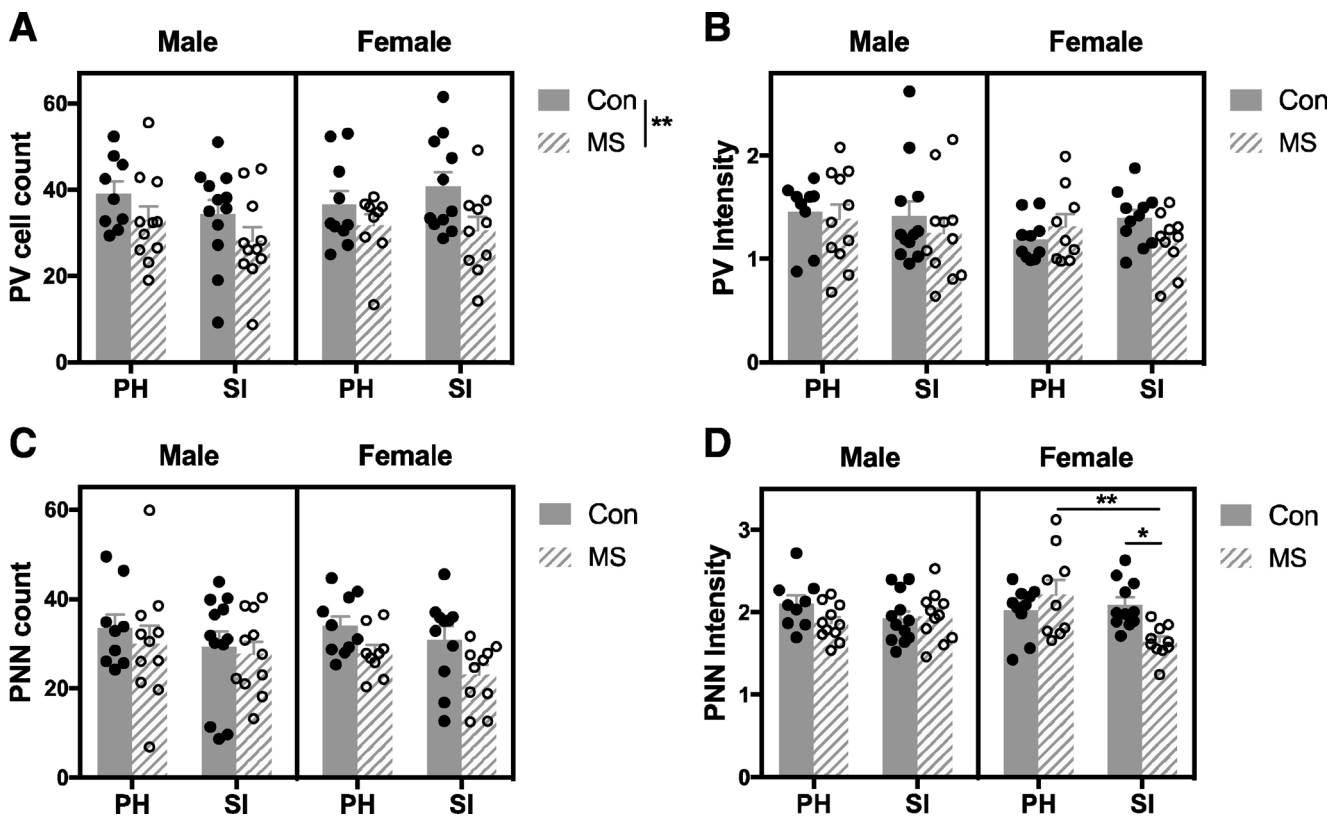 A
Male Female
PV cell count
60
40
20
0
PH SI PH SI
Con
MS
**
B
Male Female
PV Intensity
2
1
0
PH SI PH SI
Con
MS
C
Male Female
PNN count
60
40
20
0
PH SI PH SI
Con
MS
D
Male Female
PNN Intensity
3
2
1
0
PH SI PH SI
**
*
Con
MS